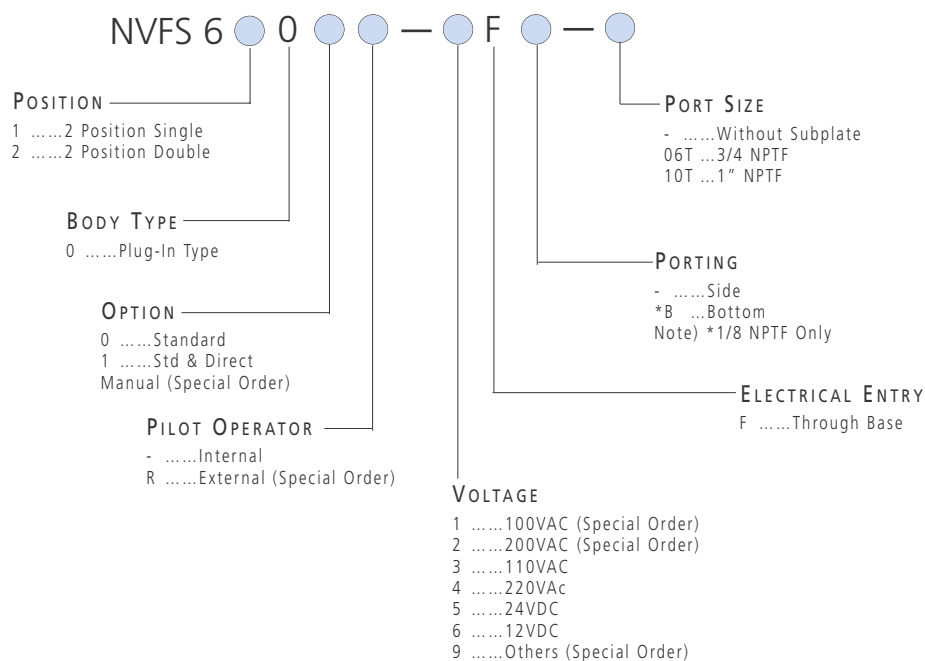 NVFS 6 0 – F –
POSITION
1 ......2 Position Single
2 ......2 Position Double
BODY TYPE
0 ......Plug-In Type
OPTION
0 ......Standard
1 ......Std & Direct
Manual (Special Order)
PILOT OPERATOR
- ......Internal
R ......External (Special Order)
VOLTAGE
1 ......100VAC (Special Order)
2 ......200VAC (Special Order)
3 ......110VAC
4 ......220VAc
5 ......24VDC
6 ......12VDC
9 ......Others (Special Order)
ELECTRICAL ENTRY
F ......Through Base
PORTING
- ......Side
*B ...Bottom
Note) *1/8 NPTF Only
PORT SIZE
- ......Without Subplate
06T ...3/4 NPTF
10T ...1" NPTF